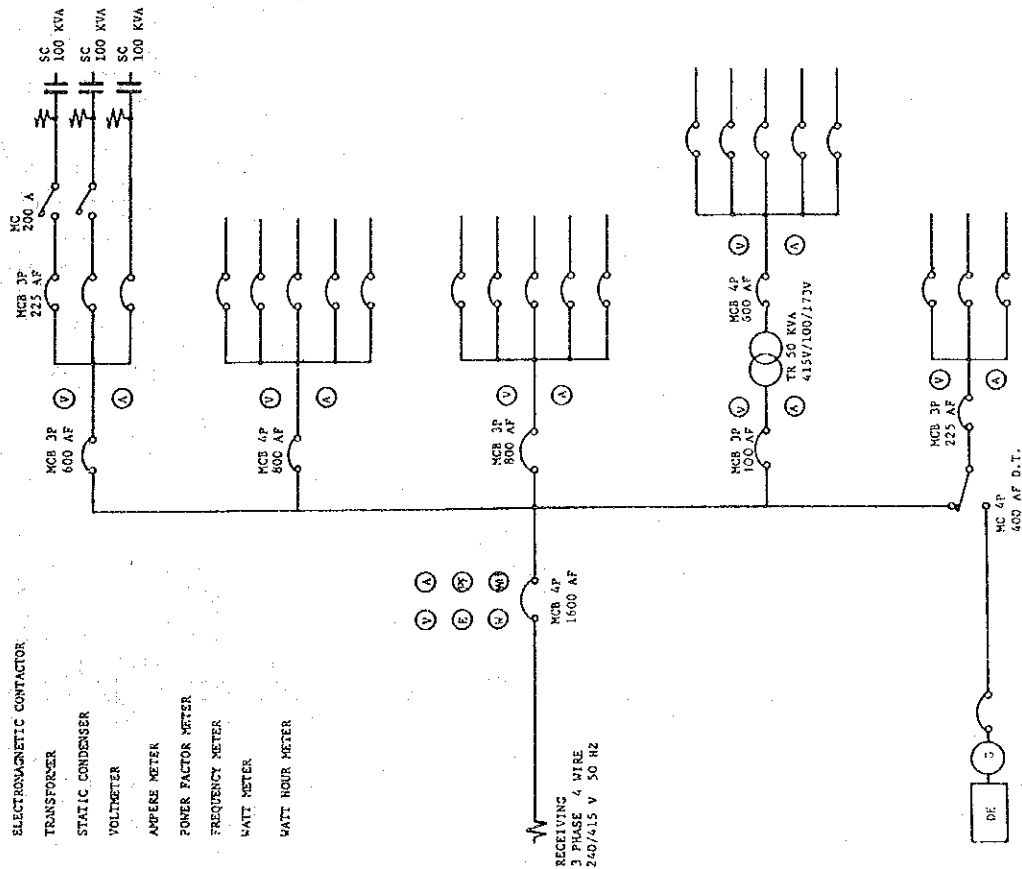 ELECTROMAGNETIC CONTACTOR
TRANSFORMER
STATIC CONDENSER
VOLTMETER
AMPERE METER
POWER FACTOR METER
FREQUENCY METER
WATT METER
WATT HOUR METER
SC
100 KVA
SC
100 KVA
SC
100 KVA
MC
200 A
MCB 3P
225 AF
V
A
MCB 3P
600 AF
V
A
MCB 4P
800 AF
V
A
MCB 3P
800 AF
V
A
MCB 4P
600 AF
TR 50 KVA
415V/100/173V
V
A
MCB 3P
100 AF
V
A
MCB 3P
225 AF
MC 4P
400 AF D.T.
V
A
E
PF
W
WH
MCB 4P
1600 AF
RECEIVING
3 PHASE 4 WIRE
240/415 V 50 HZ
G
DE